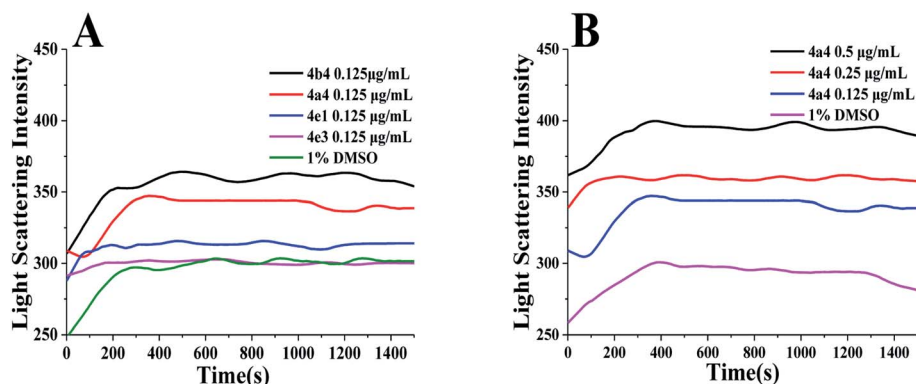 A
Light Scattering Intensity
450
400
350
300
250
4b4 0.125μg/mL
4a4 0.125 μg/mL
4e1 0.125 μg/mL
4e3 0.125 μg/mL
1% DMSO
0 200 400 600 800 1000 1200 1400
Time(s)
B
Light Scattering Intensity
450
400
350
300
250
4a4 0.5 μg/mL
4a4 0.25 μg/mL
4a4 0.125 μg/mL
1% DMSO
0 200 400 600 800 1000 1200 1400
Time(s)